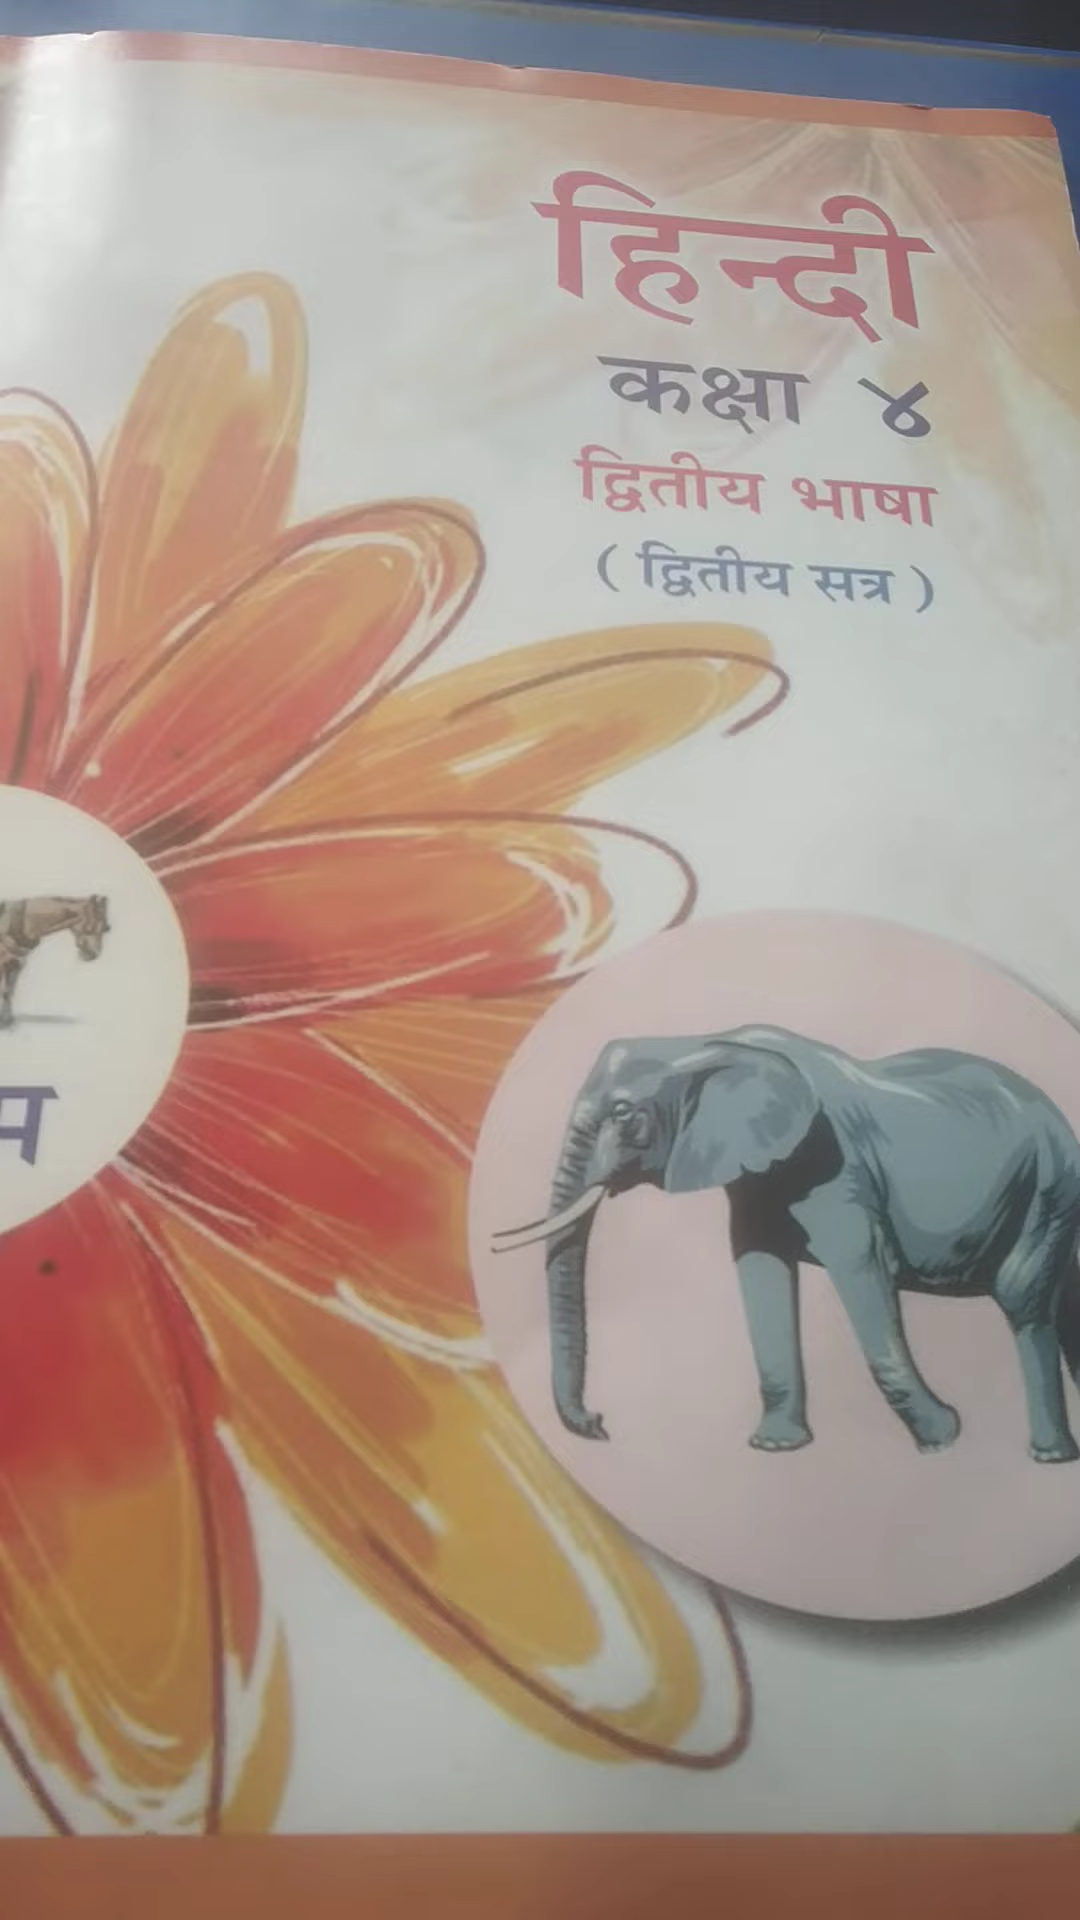 हिन्दी
कक्षा ४
द्वितीय भाषा
( द्वितीय सत्र )